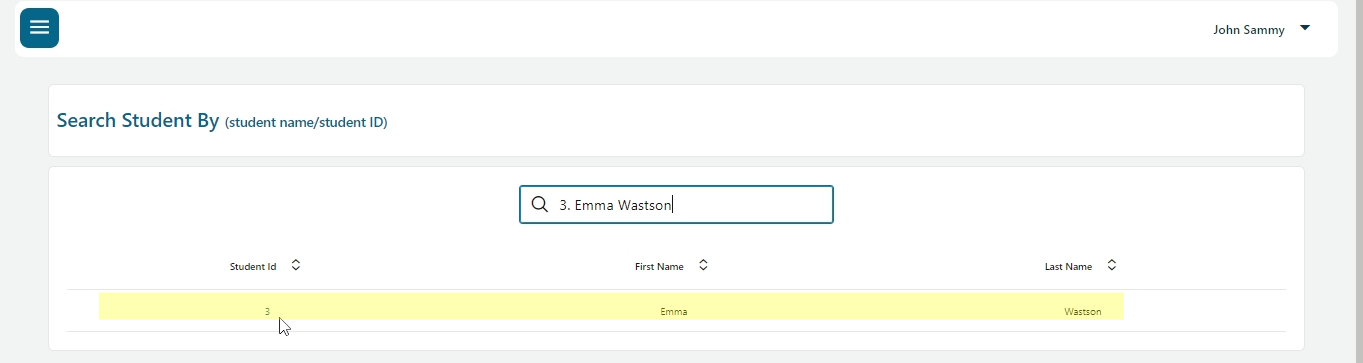 John Sammy
Search Student By (student name/student ID)
3. Emma Wastson
Student Id First Name Last Name
3 Emma Wastson